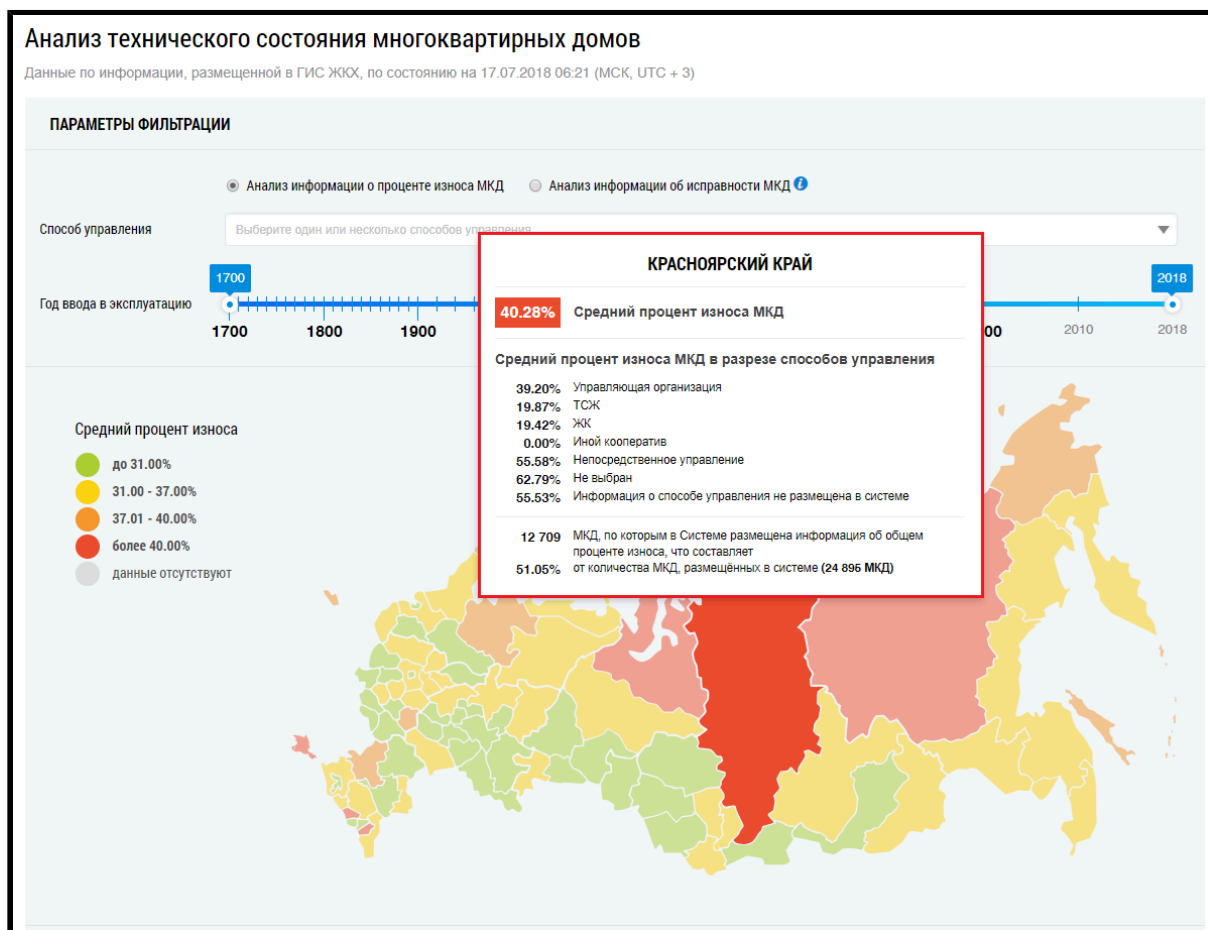 Анализ технического состояния многоквартирных домов
Данные по информации, размещенной в ГИС ЖКХ, по состоянию на 17.07.2018 06:21 (МСК, UTC + 3)
ПАРАМЕТРЫ ФИЛЬТРАЦИИ
Анализ информации о проценте износа МКД Анализ информации об исправности МКД
Способ управления Выберите один или несколько способов управления
1700 2018
Год ввода в эксплуатацию
1700 1800 1900 00 2010 2018
КРАСНОЯРСКИЙ КРАЙ
40.28% Средний процент износа МКД
Средний процент износа МКД в разрезе способов управления
39.20% Управляющая организация
19.87% ТСЖ
19.42% ЖК
0.00% Иной кооператив
55.58% Непосредственное управление
62.79% Не выбран
55.53% Информация о способе управления не размещена в системе
12 709 МКД, по которым в Системе размещена информация об общем
проценте износа, что составляет
51.05% от количества МКД, размещённых в системе (24 896 МКД)
Средний процент износа
до 31.00%
31.00 - 37.00%
37.01 - 40.00%
более 40.00%
данные отсутствуют